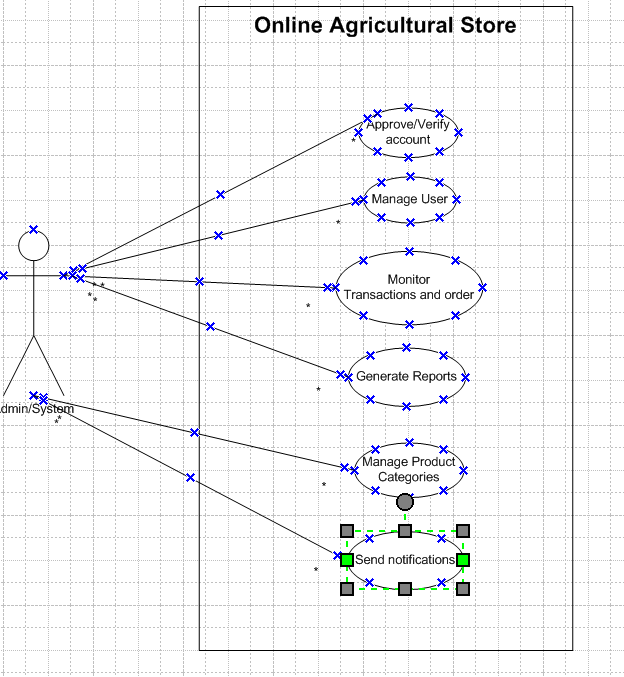 Online Agricultural Store
Approve/Verify
account
*
Manage User
*
Monitor
Transactions and order
* *
* *
*
Generate Reports
*
dmin/System
*
*
Manage Product
Categories
*
Send notifications
*